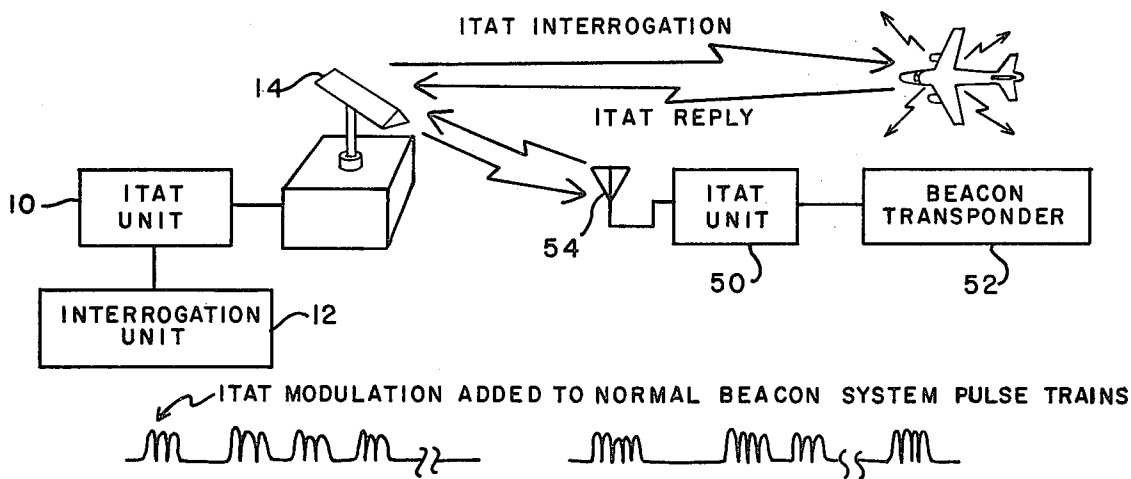 ITAT INTERROGATION
14
ITAT REPLY
10
ITAT
UNIT
54
ITAT
UNIT
50
BEACON
TRANSPONDER
52
INTERROGATION
UNIT
12
ITAT MODULATION ADDED TO NORMAL BEACON SYSTEM PULSE TRAINS